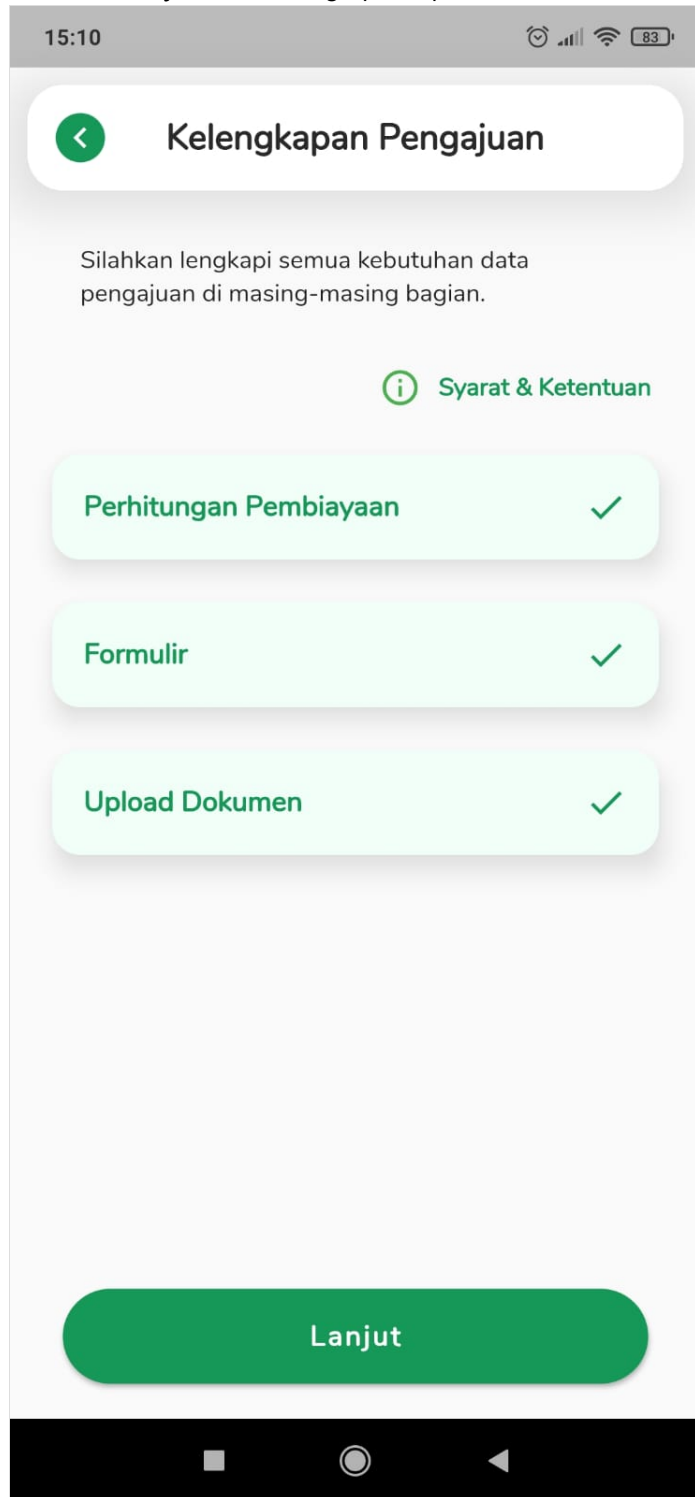 15:10
83
Kelengkapan Pengajuan
Silahkan lengkapi semua kebutuhan data
pengajuan di masing-masing bagian.
Syarat & Ketentuan
Perhitungan Pembiayaan
Formulir
Upload Dokumen
Lanjut